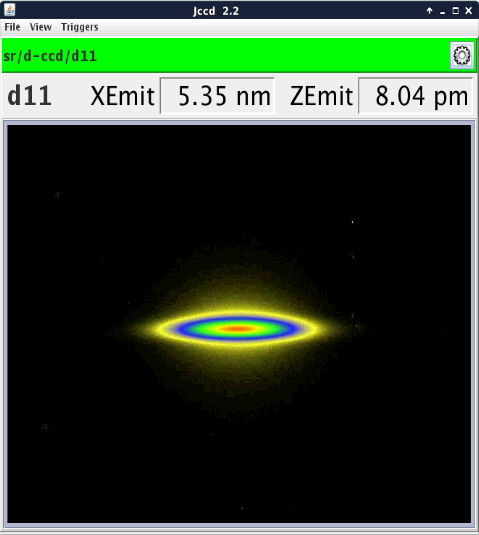 Jccd 2.2
File View Triggers
sr/d-ccd/d11
d11 XEmit 5.35 nm ZEmit 8.04 pm